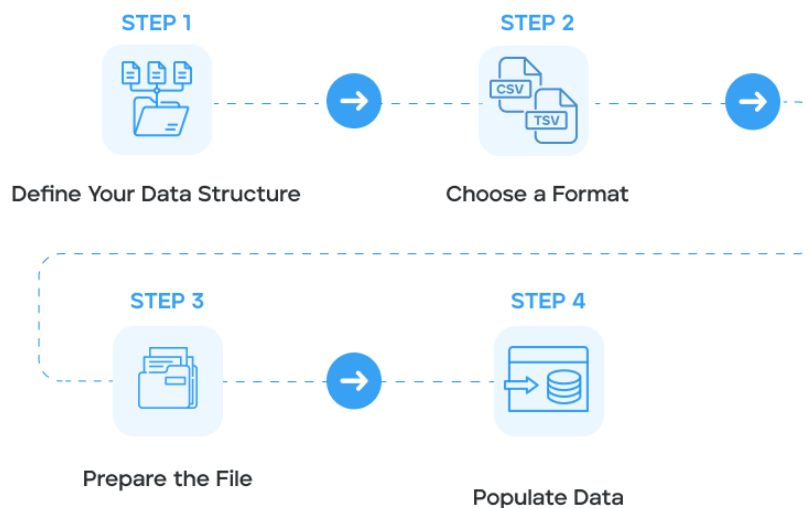 STEP 1
STEP 2
CSV
TSV
Define Your Data Structure
Choose a Format
STEP 3
STEP 4
Prepare the File
Populate Data